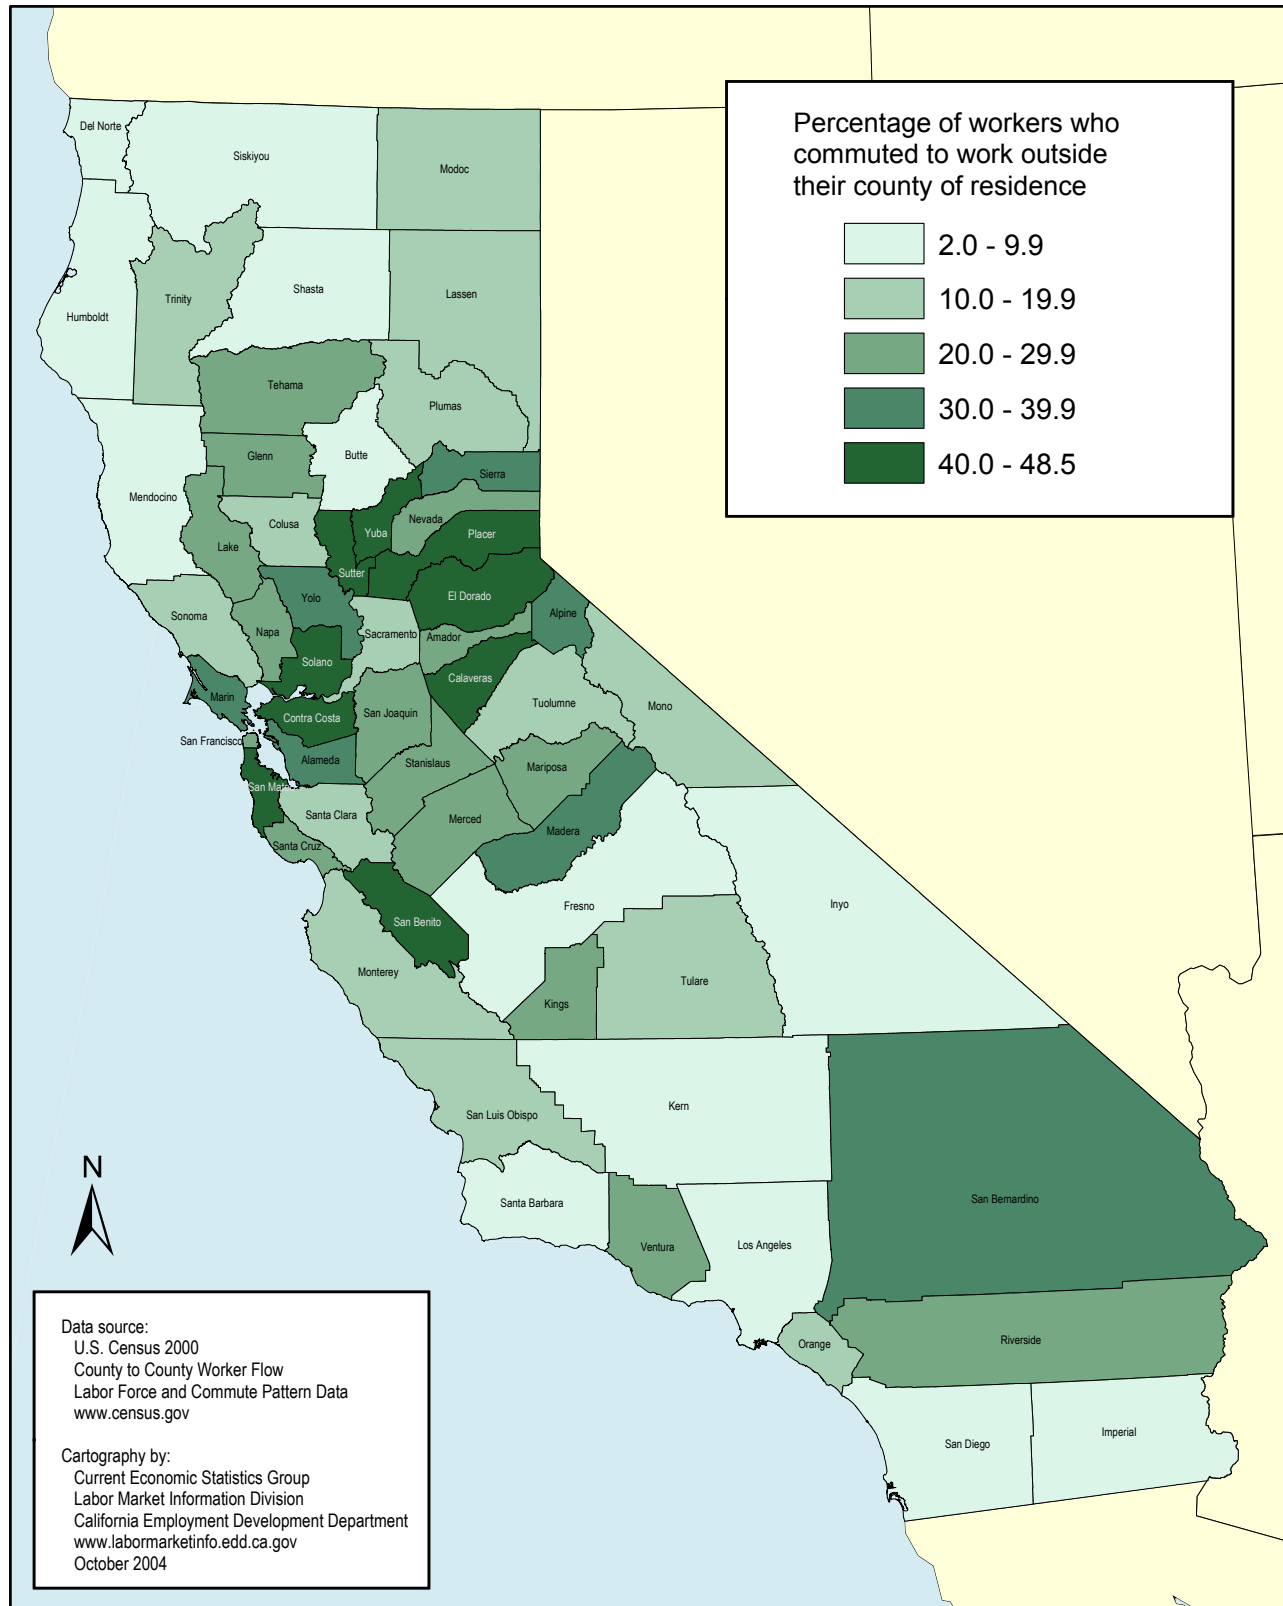 Del Norte
Siskiyou
Modoc
Percentage of workers who
commuted to work outside
their county of residence
2.0 - 9.9
10.0 - 19.9
20.0 - 29.9
30.0 - 39.9
40.0 - 48.5
Humboldt
Trinity
Shasta
Lassen
Tehama
Plumas
Glenn
Butte
Sierra
Mendocino
Colusa
Yuba
Nevada
Placer
Lake
Sutter
El Dorado
Yolo
Alpine
Sonoma
Napa
Sacramento
Amador
Solano
Calaveras
Marin
Contra Costa
San Joaquin
Tuolumne
Mono
San Francisco
Alameda
Stanislaus
Mariposa
San Mateo
Santa Clara
Merced
Madera
Santa Cruz
San Benito
Fresno
Inyo
Monterey
Kings
Tulare
San Luis Obispo
Kern
N
Santa Barbara
San Bernardino
Ventura
Los Angeles
Orange
Riverside
San Diego
Imperial
Data source:
U.S. Census 2000
County to County Worker Flow
Labor Force and Commute Pattern Data
www.census.gov
Cartography by:
Current Economic Statistics Group
Labor Market Information Division
California Employment Development Department
www.labormarketinfo.edd.ca.gov
October 2004